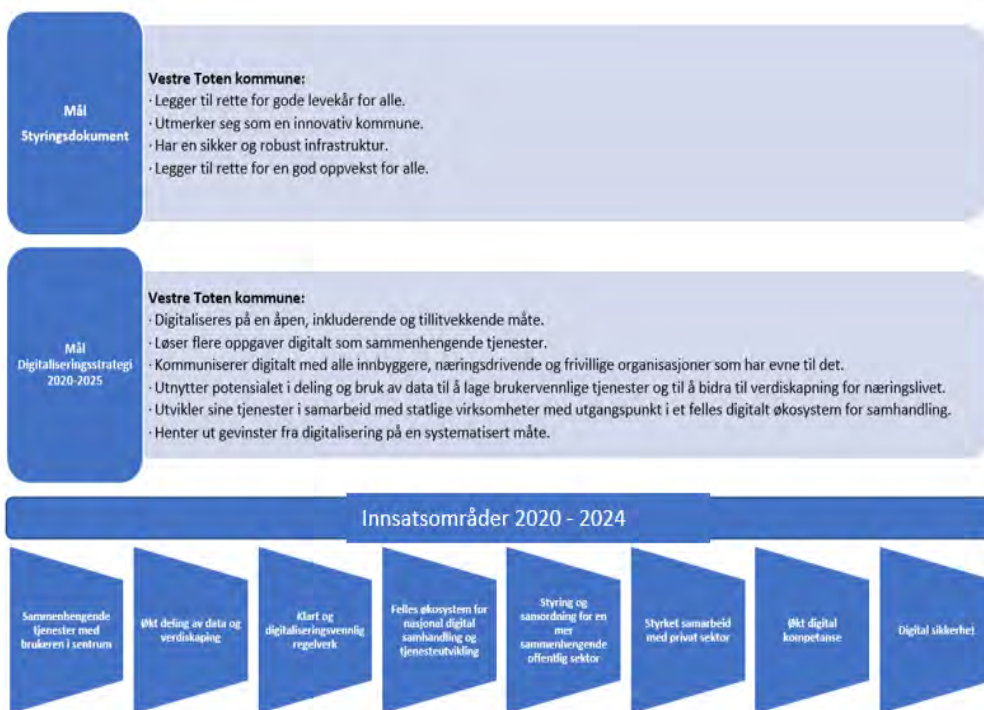 Mål
Styringsdokument
Vestre Toten kommune:
· Legger til rette for gode levekår for alle.
· Utmerker seg som en innovativ kommune.
· Har en sikker og robust infrastruktur.
· Legger til rette for en god oppvekst for alle.
Mål
Digitaliseringsstrategi
2020-2025
Vestre Toten kommune:
· Digitaliseres på en åpen, inkluderende og tillitvekkende måte.
· Løser flere oppgaver digitalt som sammenhengende tjenester.
· Kommuniserer digitalt med alle innbyggere, næringsdrivende og frivillige organisasjoner som har evne til det.
· Utnytter potensialet i deling og bruk av data til å lage brukervennlige tjenester og til å bidra til verdiskapning for næringslivet.
· Utvikler sine tjenester i samarbeid med statlige virksomheter med utgangspunkt i et felles digitalt økosystem for samhandling.
· Henter ut gevinster fra digitalisering på en systematisert måte.
Innsatsområder 2020 - 2024
Sammenhengende
tjenester med
brukeren i sentrum
Økt deling av data og
verdiskaping
Klart og
digitaliseringsvennlig
regelverk
Felles økosystem for
nasjonal digital
samhandling og
tjenesteutvikling
Styring og
samordning for en
mer
sammenhengende
offentlig sektor
Styrket samarbeid
med privat sektor
Økt digital
kompetanse
Digital sikkerhet